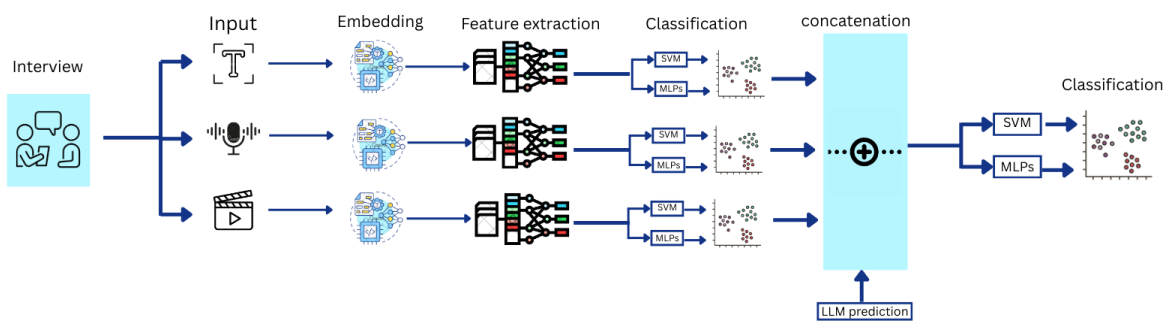 Input
Embedding
Feature extraction
Classification
concatenation
Interview
T
SVM
MLPs
SVM
MLPs
SVM
MLPs
Classification
SVM
MLPs
LLM prediction